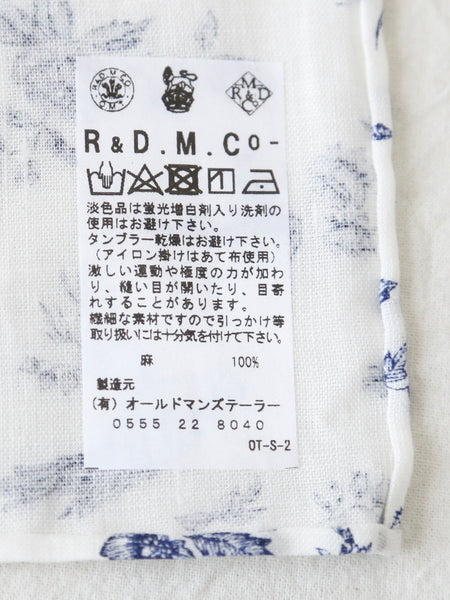 R&D.M.CO
O.M.T
M
R&D
Co
R & D . M . Co-
淡色品は蛍光増白剤入り洗剤の
使用はお避け下さい。
タンブラー乾燥はお避け下さい。
(アイロン掛けはあて布使用)
激しい運動や極度の力が加わ
り、縫い目が開いたり、目寄
れすることがあります。
繊細な素材ですので引っかけ等
取り扱いには十分気を付けて下さい。
麻 100%
製造元
(有) オールドマンズテーラー
0555 22 8040
OT-S-2